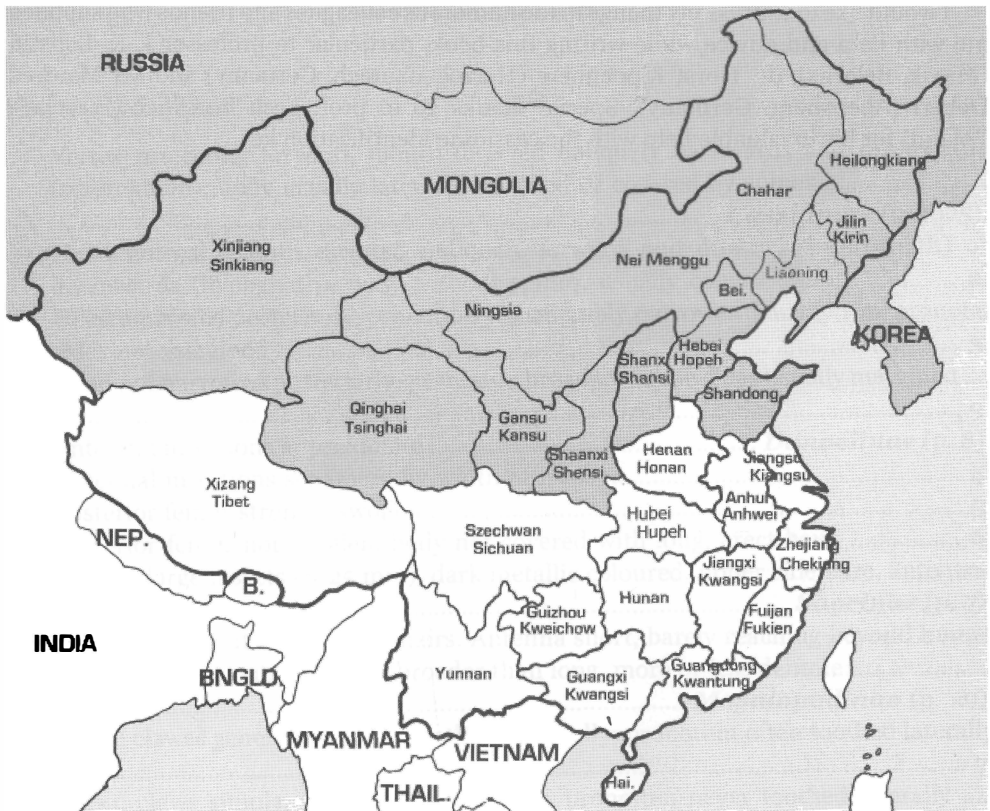 RUSSIA
MONGOLIA
Heilongkiang
Chahar
Jilin
Kirin
Xinjiang
Sinkiang
Nei Menggu
Liaoning
Bei.
Ningsia
KOREA
Hebei
Hopeh
Shanx
Shansi
Shandong
Qinghai
Tsinghai
Gansu
Kansu
Shaanxi
Shensi
Henan
Honan
Jiangsu
Kiangsu
Xizang
Tibet
Anhui
Anhwei
Hubei
Hupeh
Szechwan
Sichuan
NEP.
Zhejiang
Chekiang
Jiangxi
Kwangsi
B.
Hunan
Guizhou
Kweichow
Fuijan
Fukien
INDIA
BNGLD.
Yunnan
Guangxi
Kwangsi
Guangdong
Kwantung
MYANMAR
VIETNAM
THAIL.
Hai.